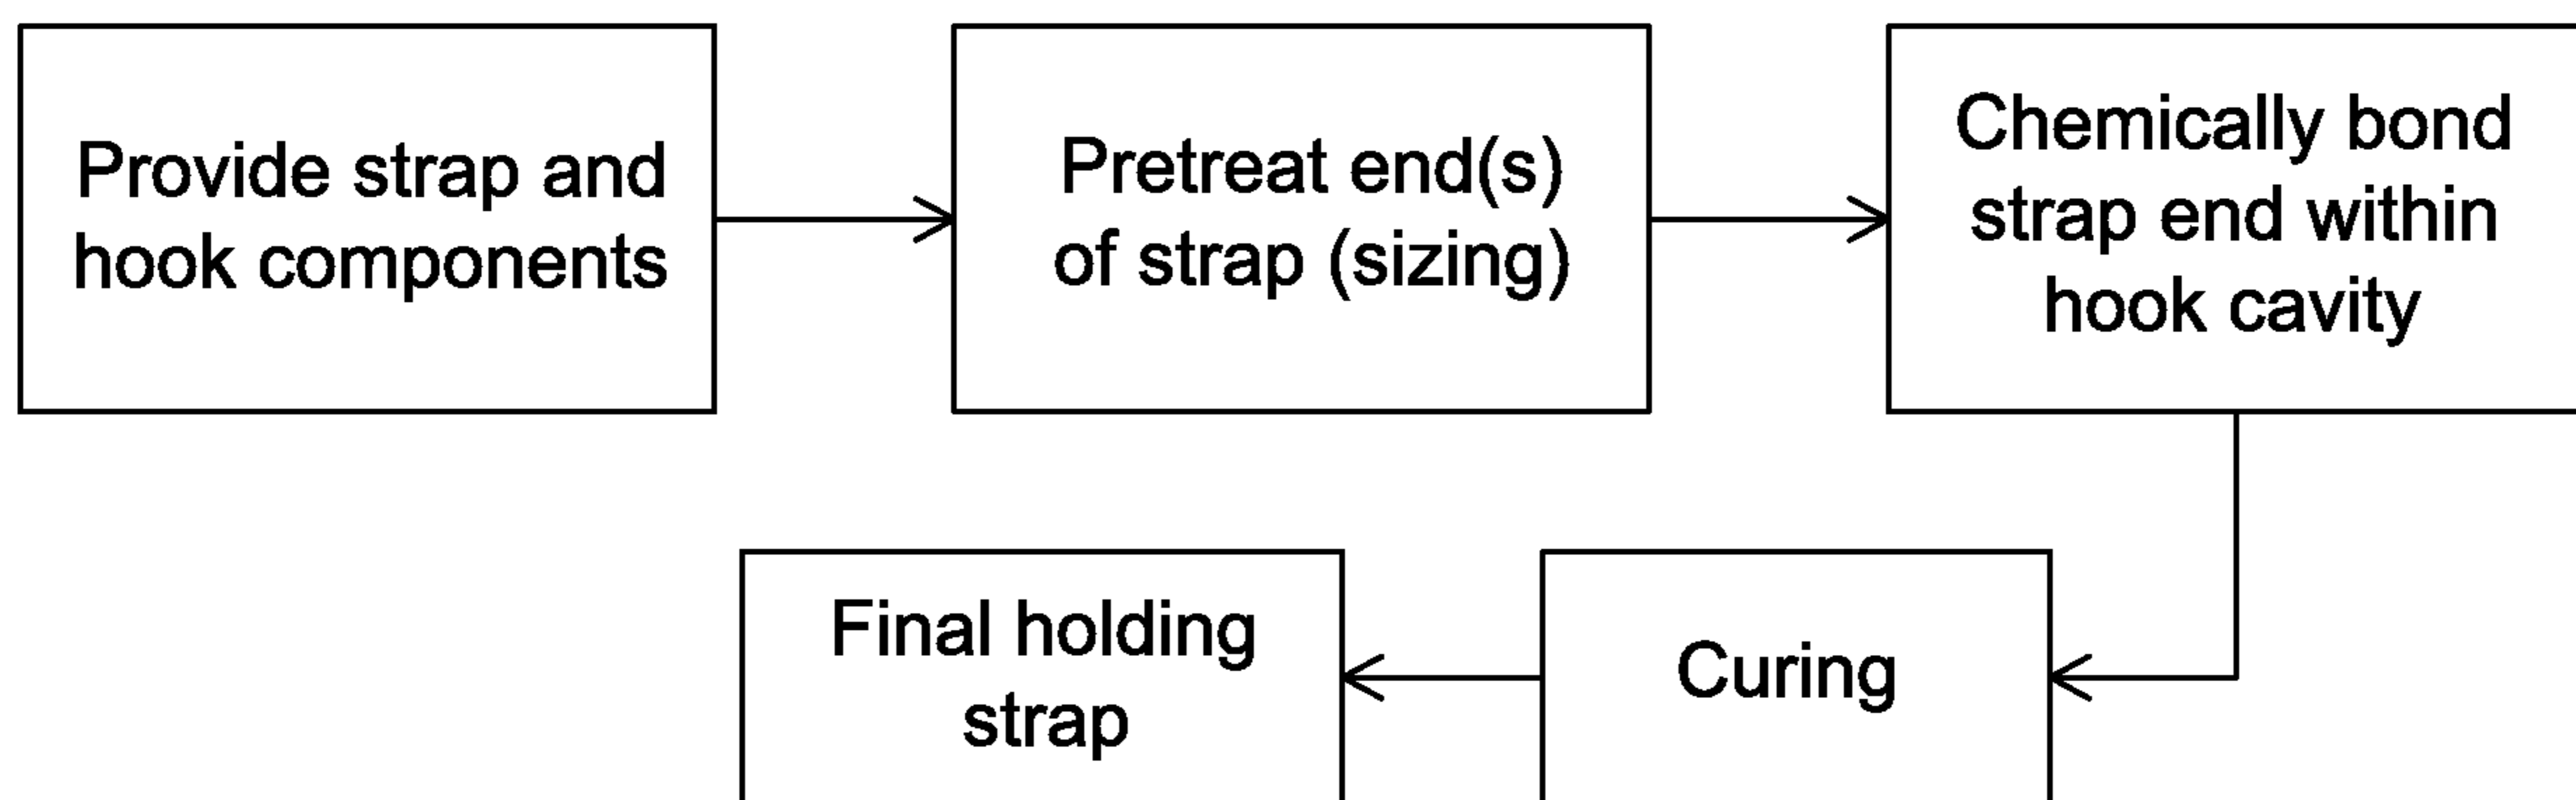 Provide strap and
hook components
Pretreat end(s)
of strap (sizing)
Chemically bond
strap end within
hook cavity
Curing
Final holding
strap